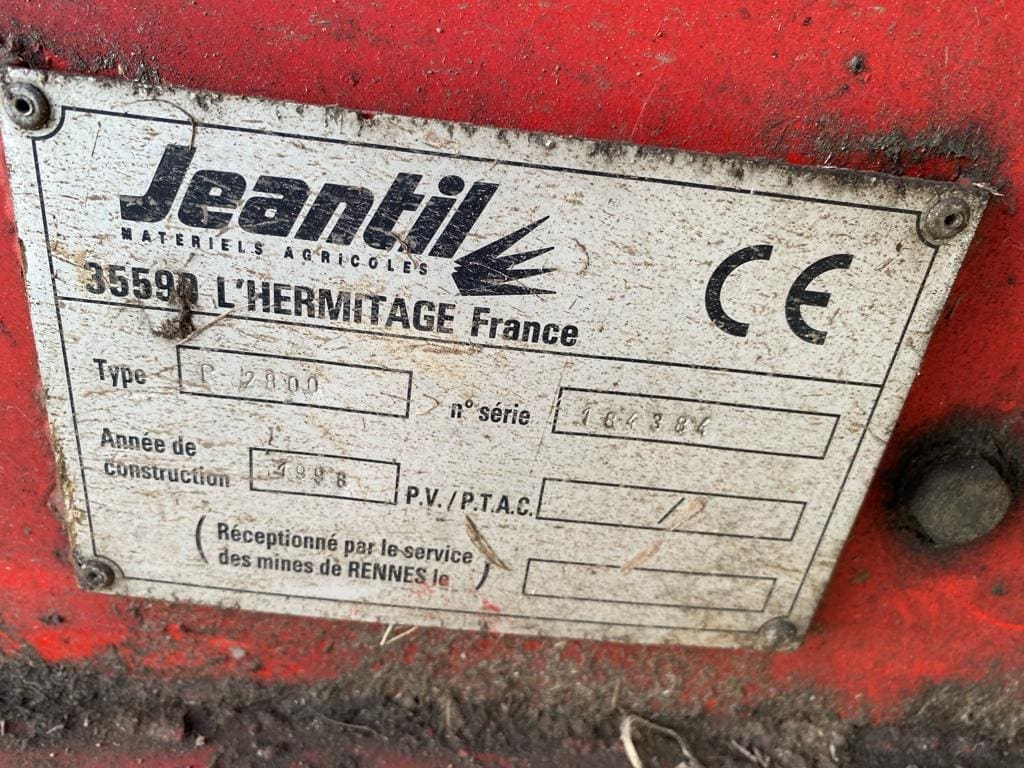 Jeantil
MATERIELS AGRICOLES
35590 L'HERMITAGE France
CE
Type P 2800 n° série 184384
Année de construction 1998 P.V./P.T.A.C. /
(Réceptionné par le service
des mines de RENNES le)